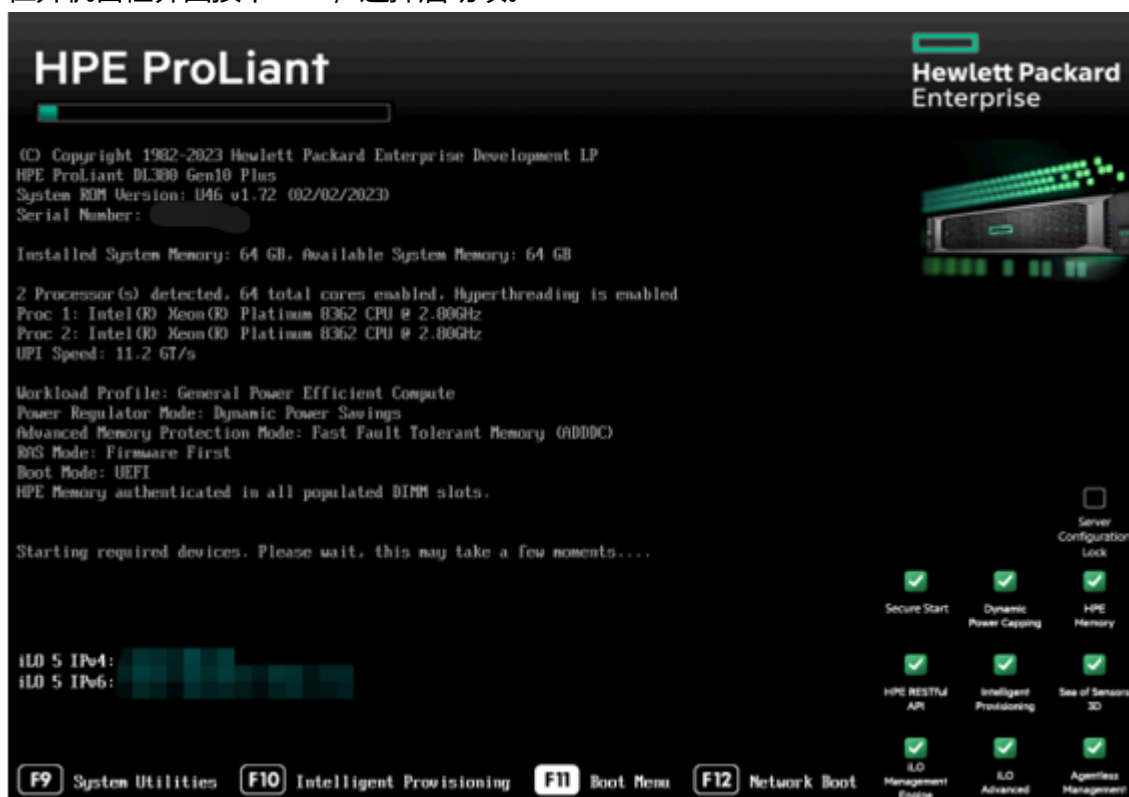 HPE ProLiant
Hewlett Packard
Enterprise
(C) Copyright 1982-2023 Hewlett Packard Enterprise Development LP
HPE ProLiant DL380 Gen10 Plus
System ROM Version: U46 v1.72 (02/02/2023)
Serial Number:
Installed System Memory: 64 GB, Available System Memory: 64 GB
2 Processor(s) detected, 64 total cores enabled, Hyperthreading is enabled
Proc 1: Intel(R) Xeon(R) Platinum 8362 CPU @ 2.80GHz
Proc 2: Intel(R) Xeon(R) Platinum 8362 CPU @ 2.80GHz
UPI Speed: 11.2 GT/s
Workload Profile: General Power Efficient Compute
Power Regulator Mode: Dynamic Power Savings
Advanced Memory Protection Mode: Fast Fault Tolerant Memory (ADDDC)
RAS Mode: Firmware First
Boot Mode: UEFI
HPE Memory authenticated in all populated DIMM slots.
Starting required devices. Please wait, this may take a few moments....
Server
Configuration
Lock
Secure Start
Dynamic
Power Capping
HPE
Memory
iLO 5 IPv4:
iLO 5 IPv6:
HPE RESTful
API
Intelligent
Provisioning
Sea of Sensors
3D
iLO
Management
Engine
iLO
Advanced
Agentless
Management
F9 System Utilities F10 Intelligent Provisioning F11 Boot Menu F12 Network Boot